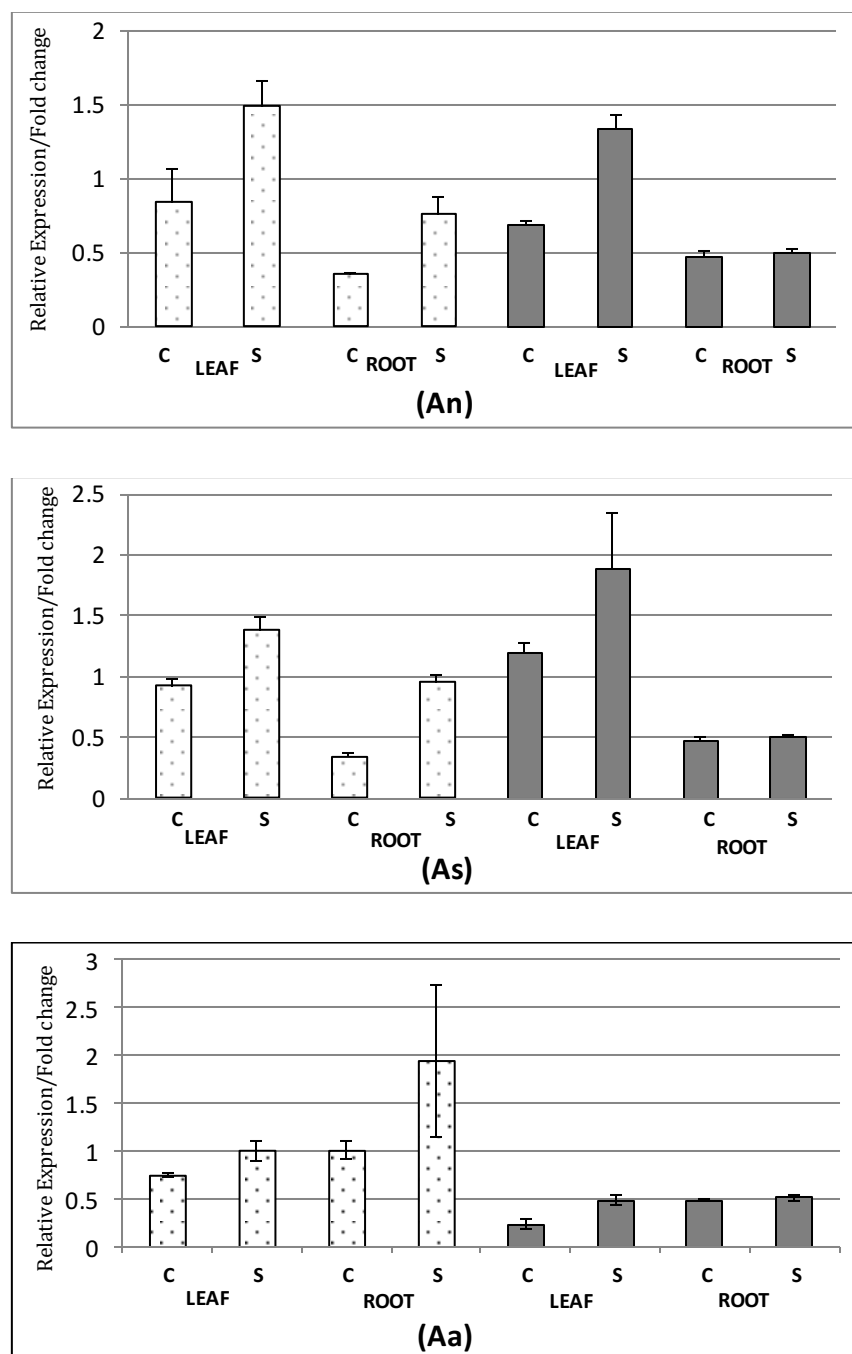 Relative Expression/Fold change
2
1.5
1
0.5
0
C S C S C S C S
LEAF ROOT LEAF ROOT
(An)
Relative Expression/Fold change
2.5
2
1.5
1
0.5
0
C S C S C S C S
LEAF ROOT LEAF ROOT
(As)
Relative Expression/Fold change
3
2.5
2
1.5
1
0.5
0
C S C S C S C S
LEAF ROOT LEAF ROOT
(Aa)